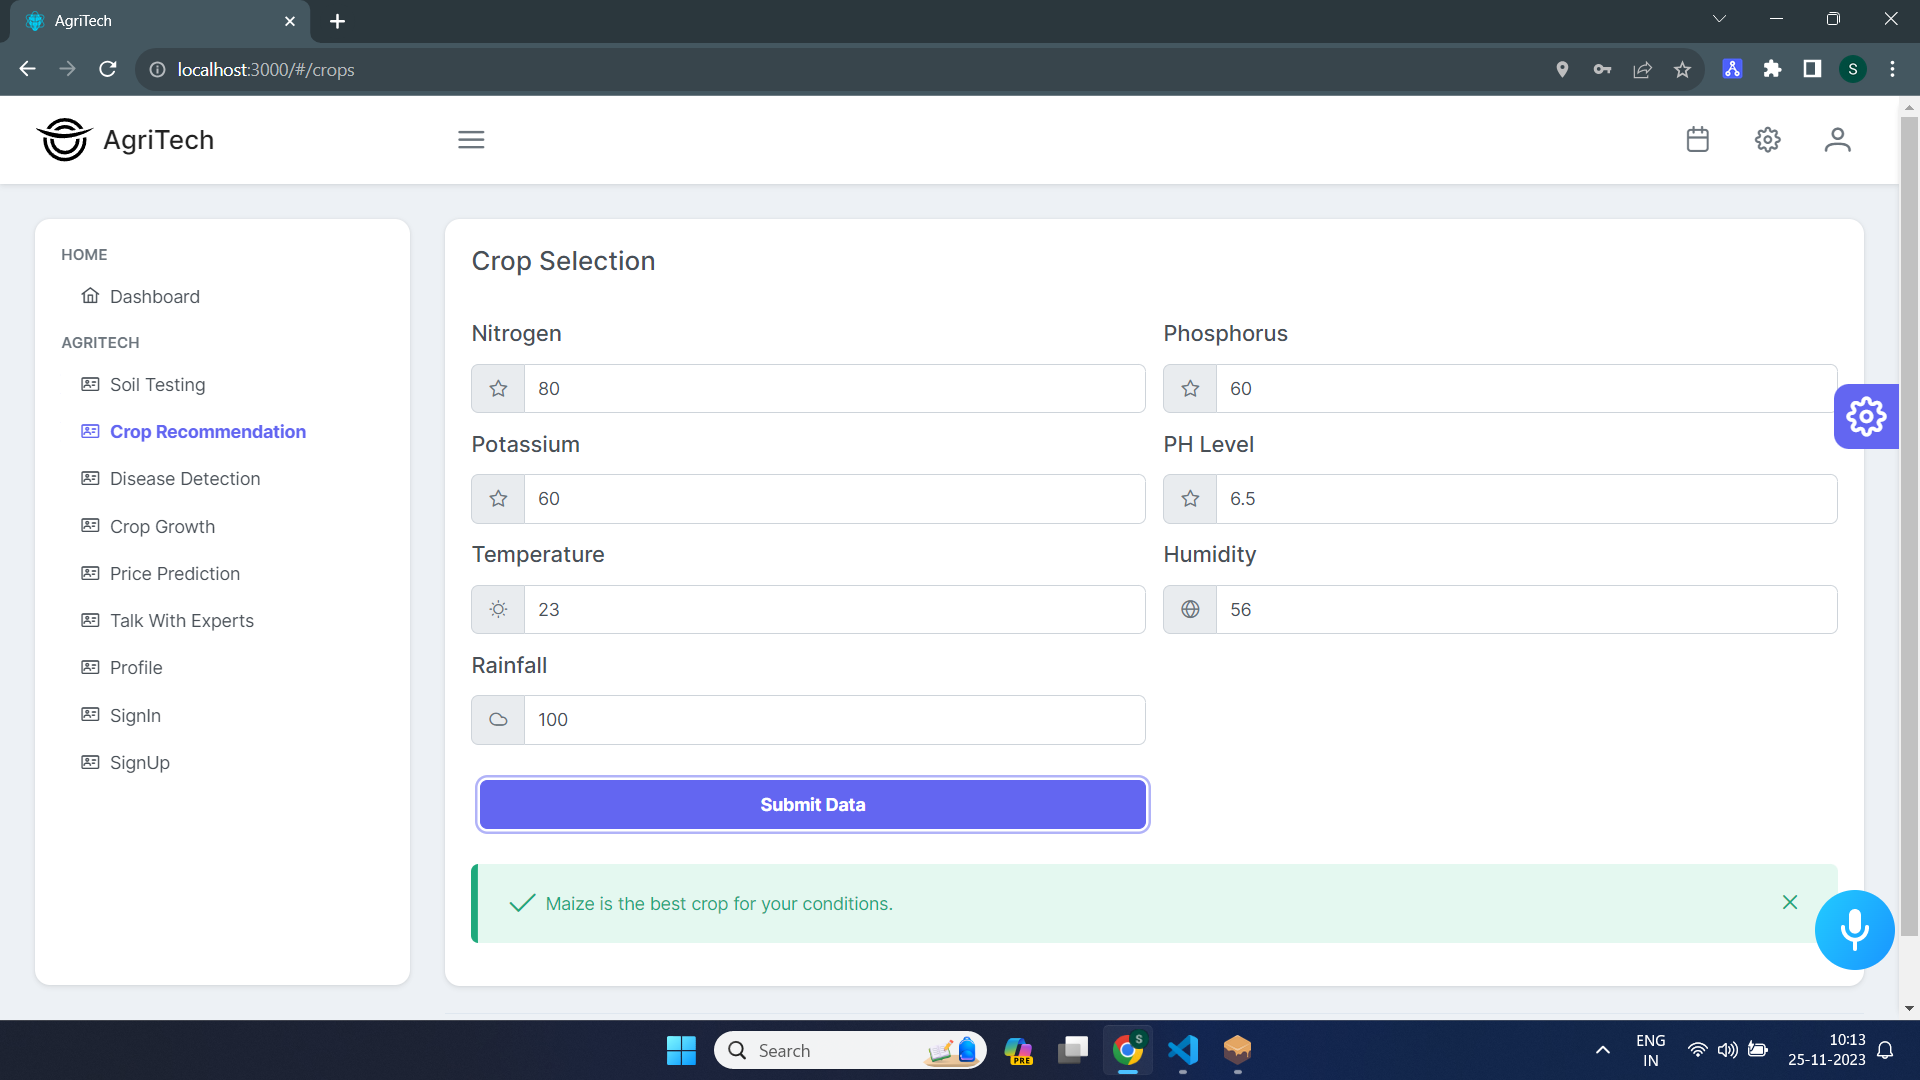 AgriTech
localhost:3000/#/crops
S
AgriTech
HOME
Dashboard
AGRITECH
Soil Testing
Crop Recommendation
Disease Detection
Crop Growth
Price Prediction
Talk With Experts
Profile
SignIn
SignUp
Crop Selection
Nitrogen
Phosphorus
80
60
Potassium
PH Level
60
6.5
Temperature
Humidity
23
56
Rainfall
100
Submit Data
Maize is the best crop for your conditions.
Search
PRE
S
ENG
IN
10:13
25-11-2023